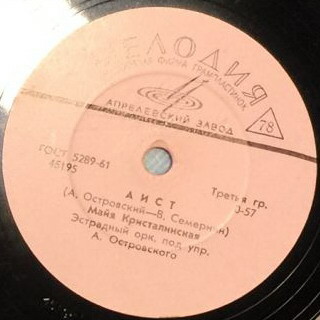 МЕЛОДИЯ
ФИРМА ГРАМПЛАСТИНОК
АПРЕЛЕВСКИЙ ЗАВОД
78
ГОСТ 5289-61
45195
Третья гр.
3-57
АИСТ
(А. Островский—В. Семернин)
Майя Кристалинская
Эстрадный орк. под упр.
А. Островского